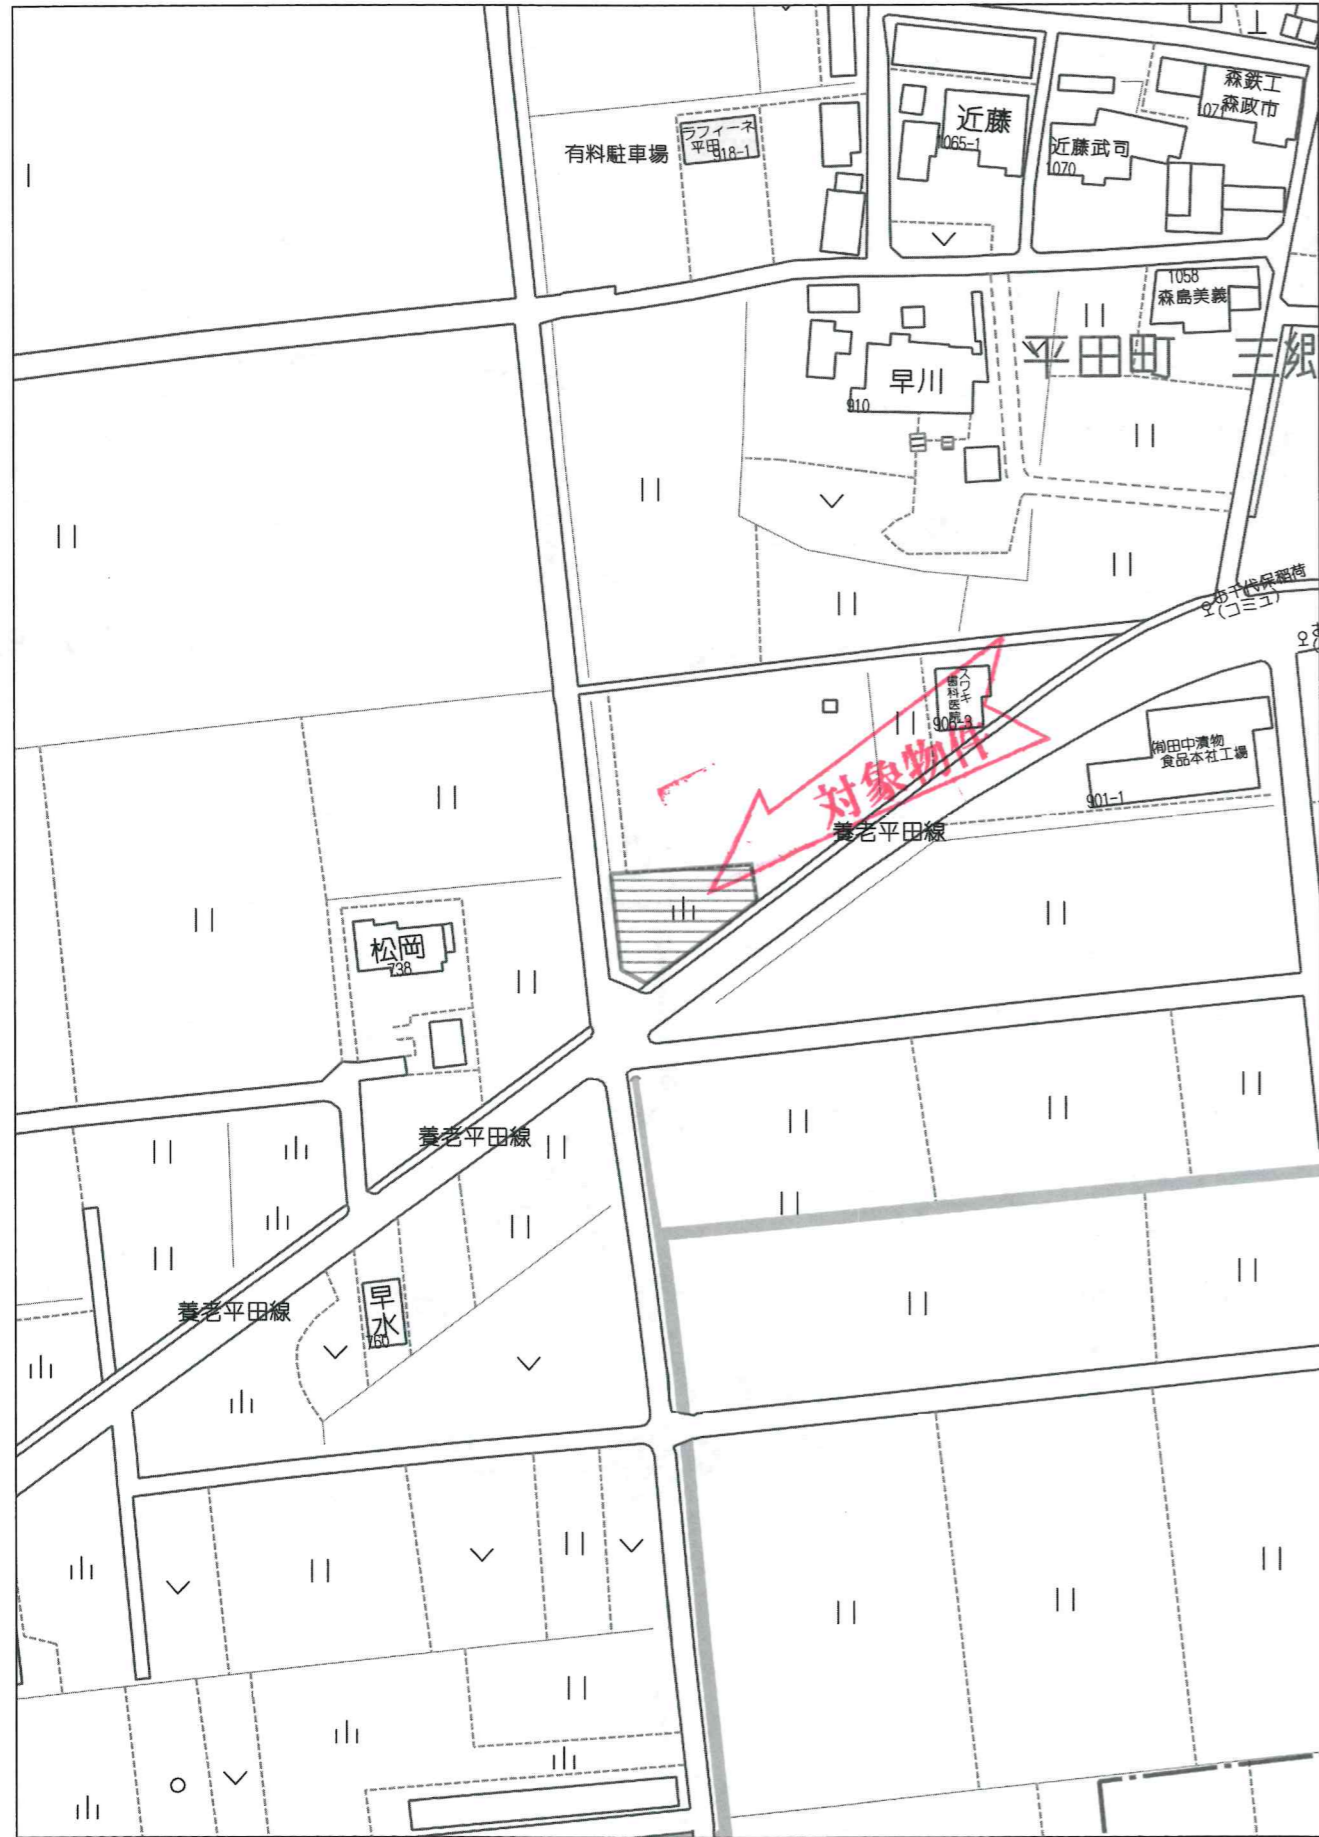 森鉄工
森政市
1071
近藤
1065-1
近藤武司
1070
ラフィーネ
平田
918-1
有料駐車場
1058
森島美義
平田町 三郷
早川
910
お千代保稲荷
(コミュ)
スワキ
歯科医院
対象物件
㈲田中漬物
食品本社工場
901-1
養老平田線
松岡
738
養老平田線
養老平田線
早水
760